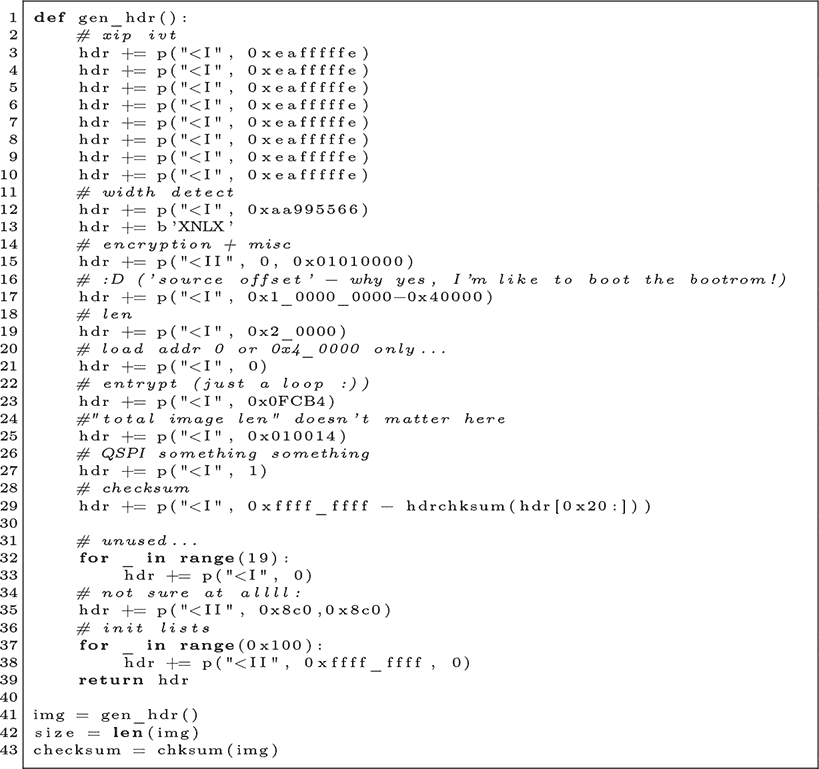 1 def gen_hdr():
2 # xip ivt
3 hdr += p("<I", 0xeafffffe)
4 hdr += p("<I", 0xeafffffe)
5 hdr += p("<I", 0xeafffffe)
6 hdr += p("<I", 0xeafffffe)
7 hdr += p("<I", 0xeafffffe)
8 hdr += p("<I", 0xeafffffe)
9 hdr += p("<I", 0xeafffffe)
10 hdr += p("<I", 0xeafffffe)
11 # width detect
12 hdr += p("<I", 0xaa995566)
13 hdr += b'XNLX'
14 # encryption + misc
15 hdr += p("<II", 0, 0x01010000)
16 # :D ('source offset' - why yes, I'm like to boot the bootrom!)
17 hdr += p("<I", 0x1_0000_0000-0x40000)
18 # len
19 hdr += p("<I", 0x2_0000)
20 # load addr 0 or 0x4_0000 only...
21 hdr += p("<I", 0)
22 # entrypt (just a loop :))
23 hdr += p("<I", 0x0FCB4)
24 #"total image len" doesn't matter here
25 hdr += p("<I", 0x010014)
26 # QSPI something something
27 hdr += p("<I", 1)
28 # checksum
29 hdr += p("<I", 0xffff_ffff - hdrchksum(hdr[0x20:]))
30
31 # unused...
32 for _ in range(19):
33 hdr += p("<I", 0)
34 # not sure at allll:
35 hdr += p("<II", 0x8c0,0x8c0)
36 # init lists
37 for _ in range(0x100):
38 hdr += p("<II", 0xffff_ffff, 0)
39 return hdr
40
41 img = gen_hdr()
42 size = len(img)
43 checksum = chksum(img)